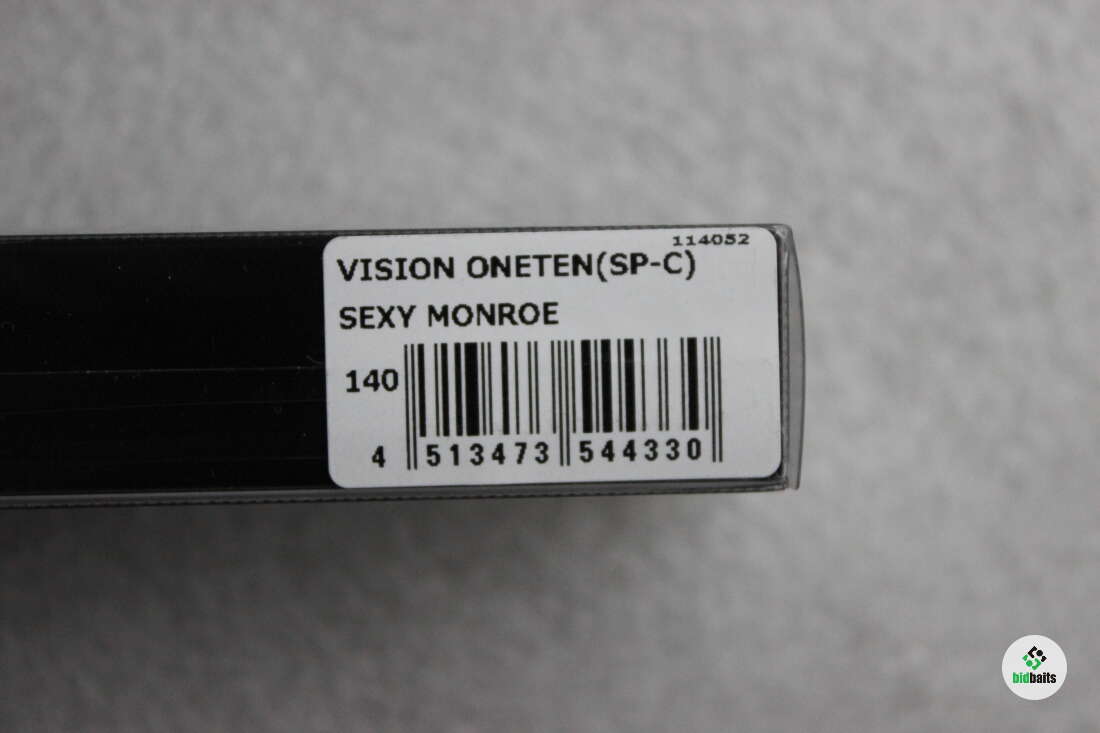 114052
VISION ONETEN(SP-C)
SEXY MONROE
140
4 513473 544330
bidbaits